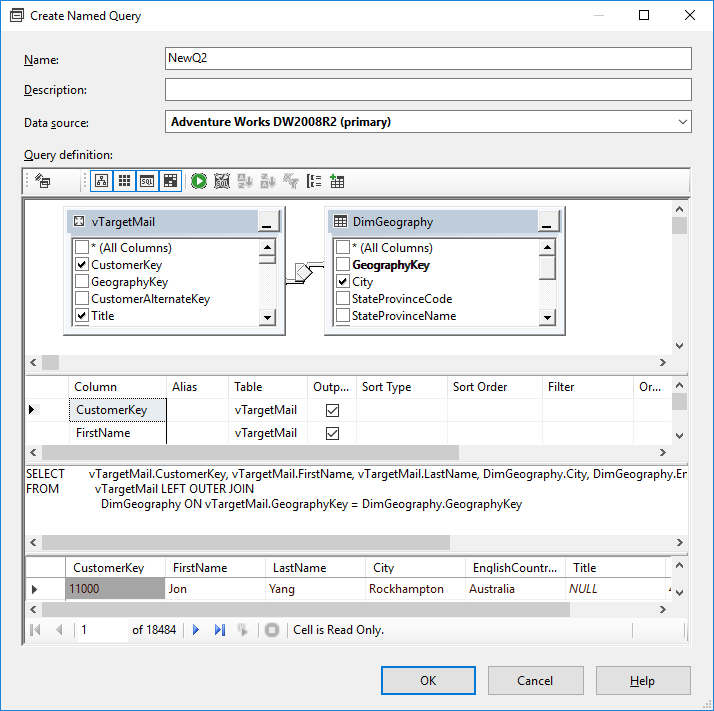 Create Named Query
Name: NewQ2
Description:
Data source: Adventure Works DW2008R2 (primary)
Query definition:
SQL SQL
vTargetMail DimGeography
* (All Columns) * (All Columns)
CustomerKey GeographyKey
GeographyKey City
CustomerAlternateKey StateProvinceCode
Title StateProvinceName
Column Alias Table Outp... Sort Type Sort Order Filter Or...
CustomerKey vTargetMail
FirstName vTargetMail
SELECT vTargetMail.CustomerKey, vTargetMail.FirstName, vTargetMail.LastName, DimGeography.City, DimGeography.En
FROM vTargetMail LEFT OUTER JOIN
DimGeography ON vTargetMail.GeographyKey = DimGeography.GeographyKey
CustomerKey FirstName LastName City EnglishCountr... Title
11000 Jon Yang Rockhampton Australia NULL
1 of 18484 Cell is Read Only.
OK Cancel Help